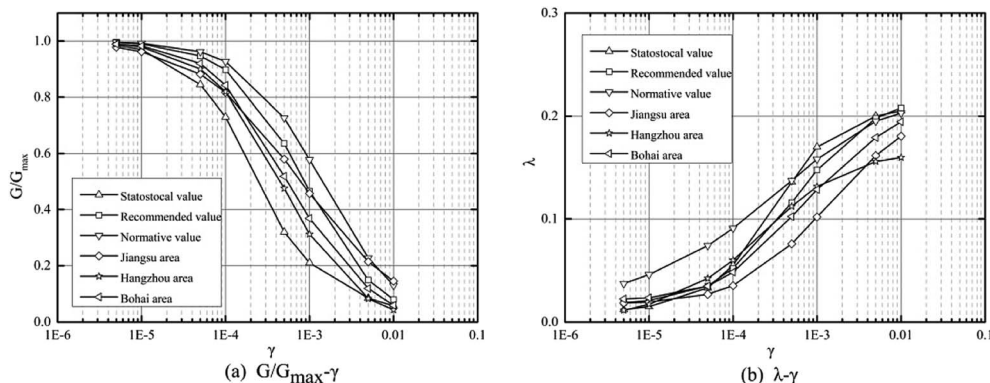 (a)
1.0
0.8
0.6
0.4
0.2
0.0
G/Gmax
Statostocal value
Recommended value
Normative value
Jiangsu area
Hangzhou area
Bohai area
1E-6
1E-5
1E-4
1E-3
0.01
0.1
γ
(a) G/Gmax-γ
(b)
0.3
0.2
0.1
0.0
λ
Statostocal value
Recommended value
Normative value
Jiangsu area
Hangzhou area
Bohai area
1E-6
1E-5
1E-4
1E-3
0.01
0.1
γ
(b) λ-γ